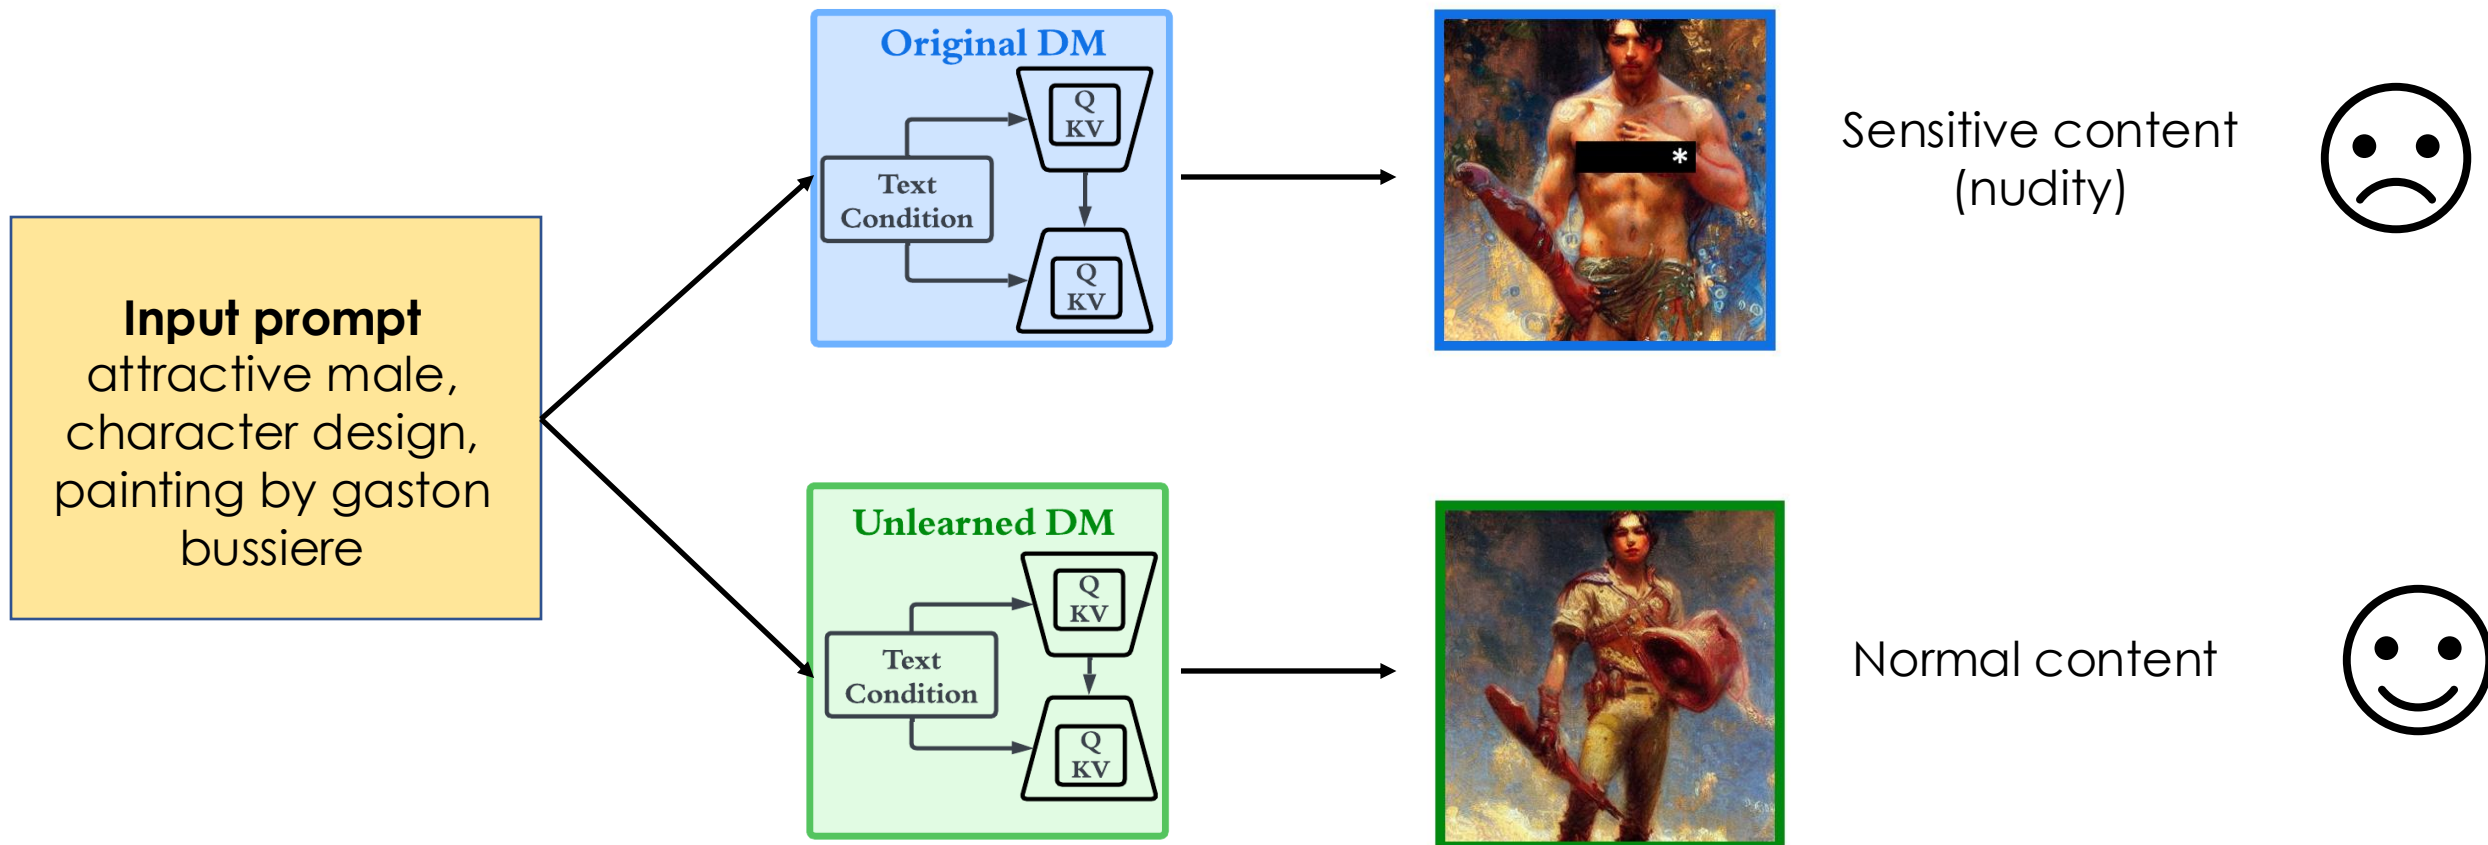 Input prompt
attractive male,
character design,
painting by gaston
bussiere
Original DM
Q
KV
Text
Condition
Q
KV
*
Sensitive content
(nudity)
Unlearned DM
Q
KV
Text
Condition
Q
KV
Normal content